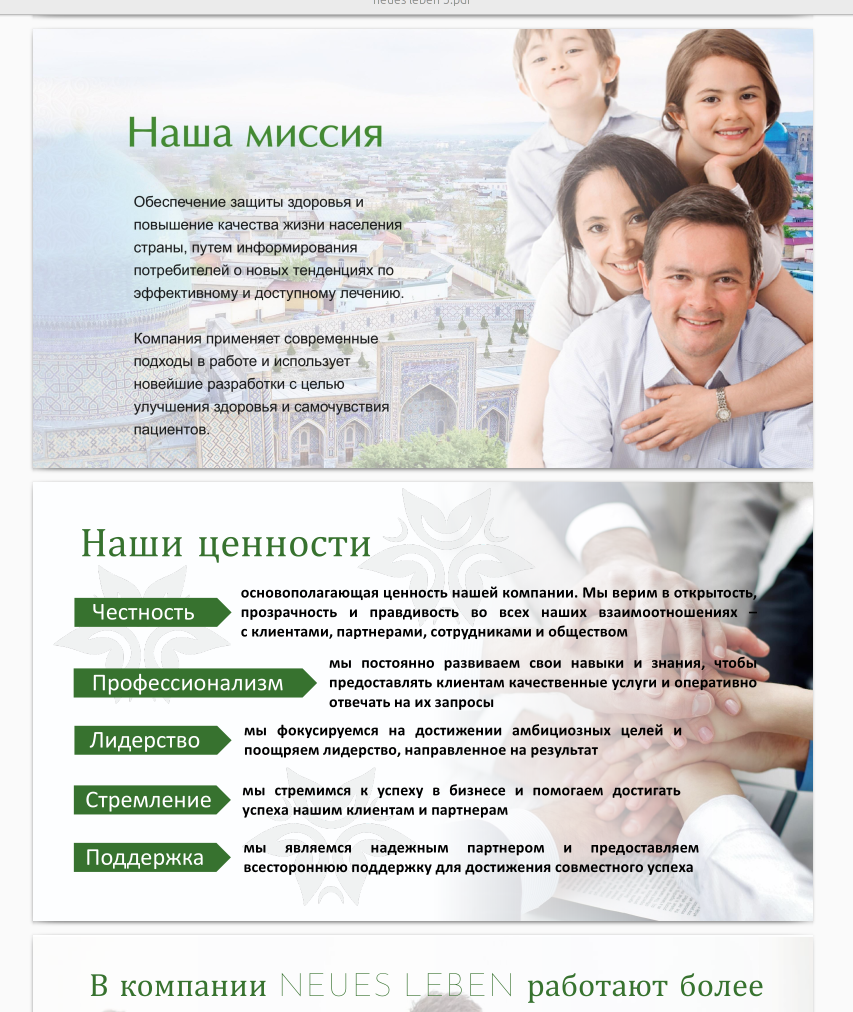 neues leben 5.pdf
Наша миссия
Обеспечение защиты здоровья и
повышение качества жизни населения
страны, путем информирования
потребителей о новых тенденциях по
эффективному и доступному лечению.
Компания применяет современные
подходы в работе и использует
новейшие разработки с целью
улучшения здоровья и самочувствия
пациентов.
Наши ценности
Честность
основополагающая ценность нашей компании. Мы верим в открытость,
прозрачность и правдивость во всех наших взаимоотношениях –
с клиентами, партнерами, сотрудниками и обществом
Профессионализм
мы постоянно развиваем свои навыки и знания, чтобы
предоставлять клиентам качественные услуги и оперативно
отвечать на их запросы
Лидерство
мы фокусируемся на достижении амбициозных целей и
поощряем лидерство, направленное на результат
Стремление
мы стремимся к успеху в бизнесе и помогаем достигать
успеха нашим клиентам и партнерам
Поддержка
мы являемся надежным партнером и предоставляем
всестороннюю поддержку для достижения совместного успеха
В компании NEUES LEBEN работают более